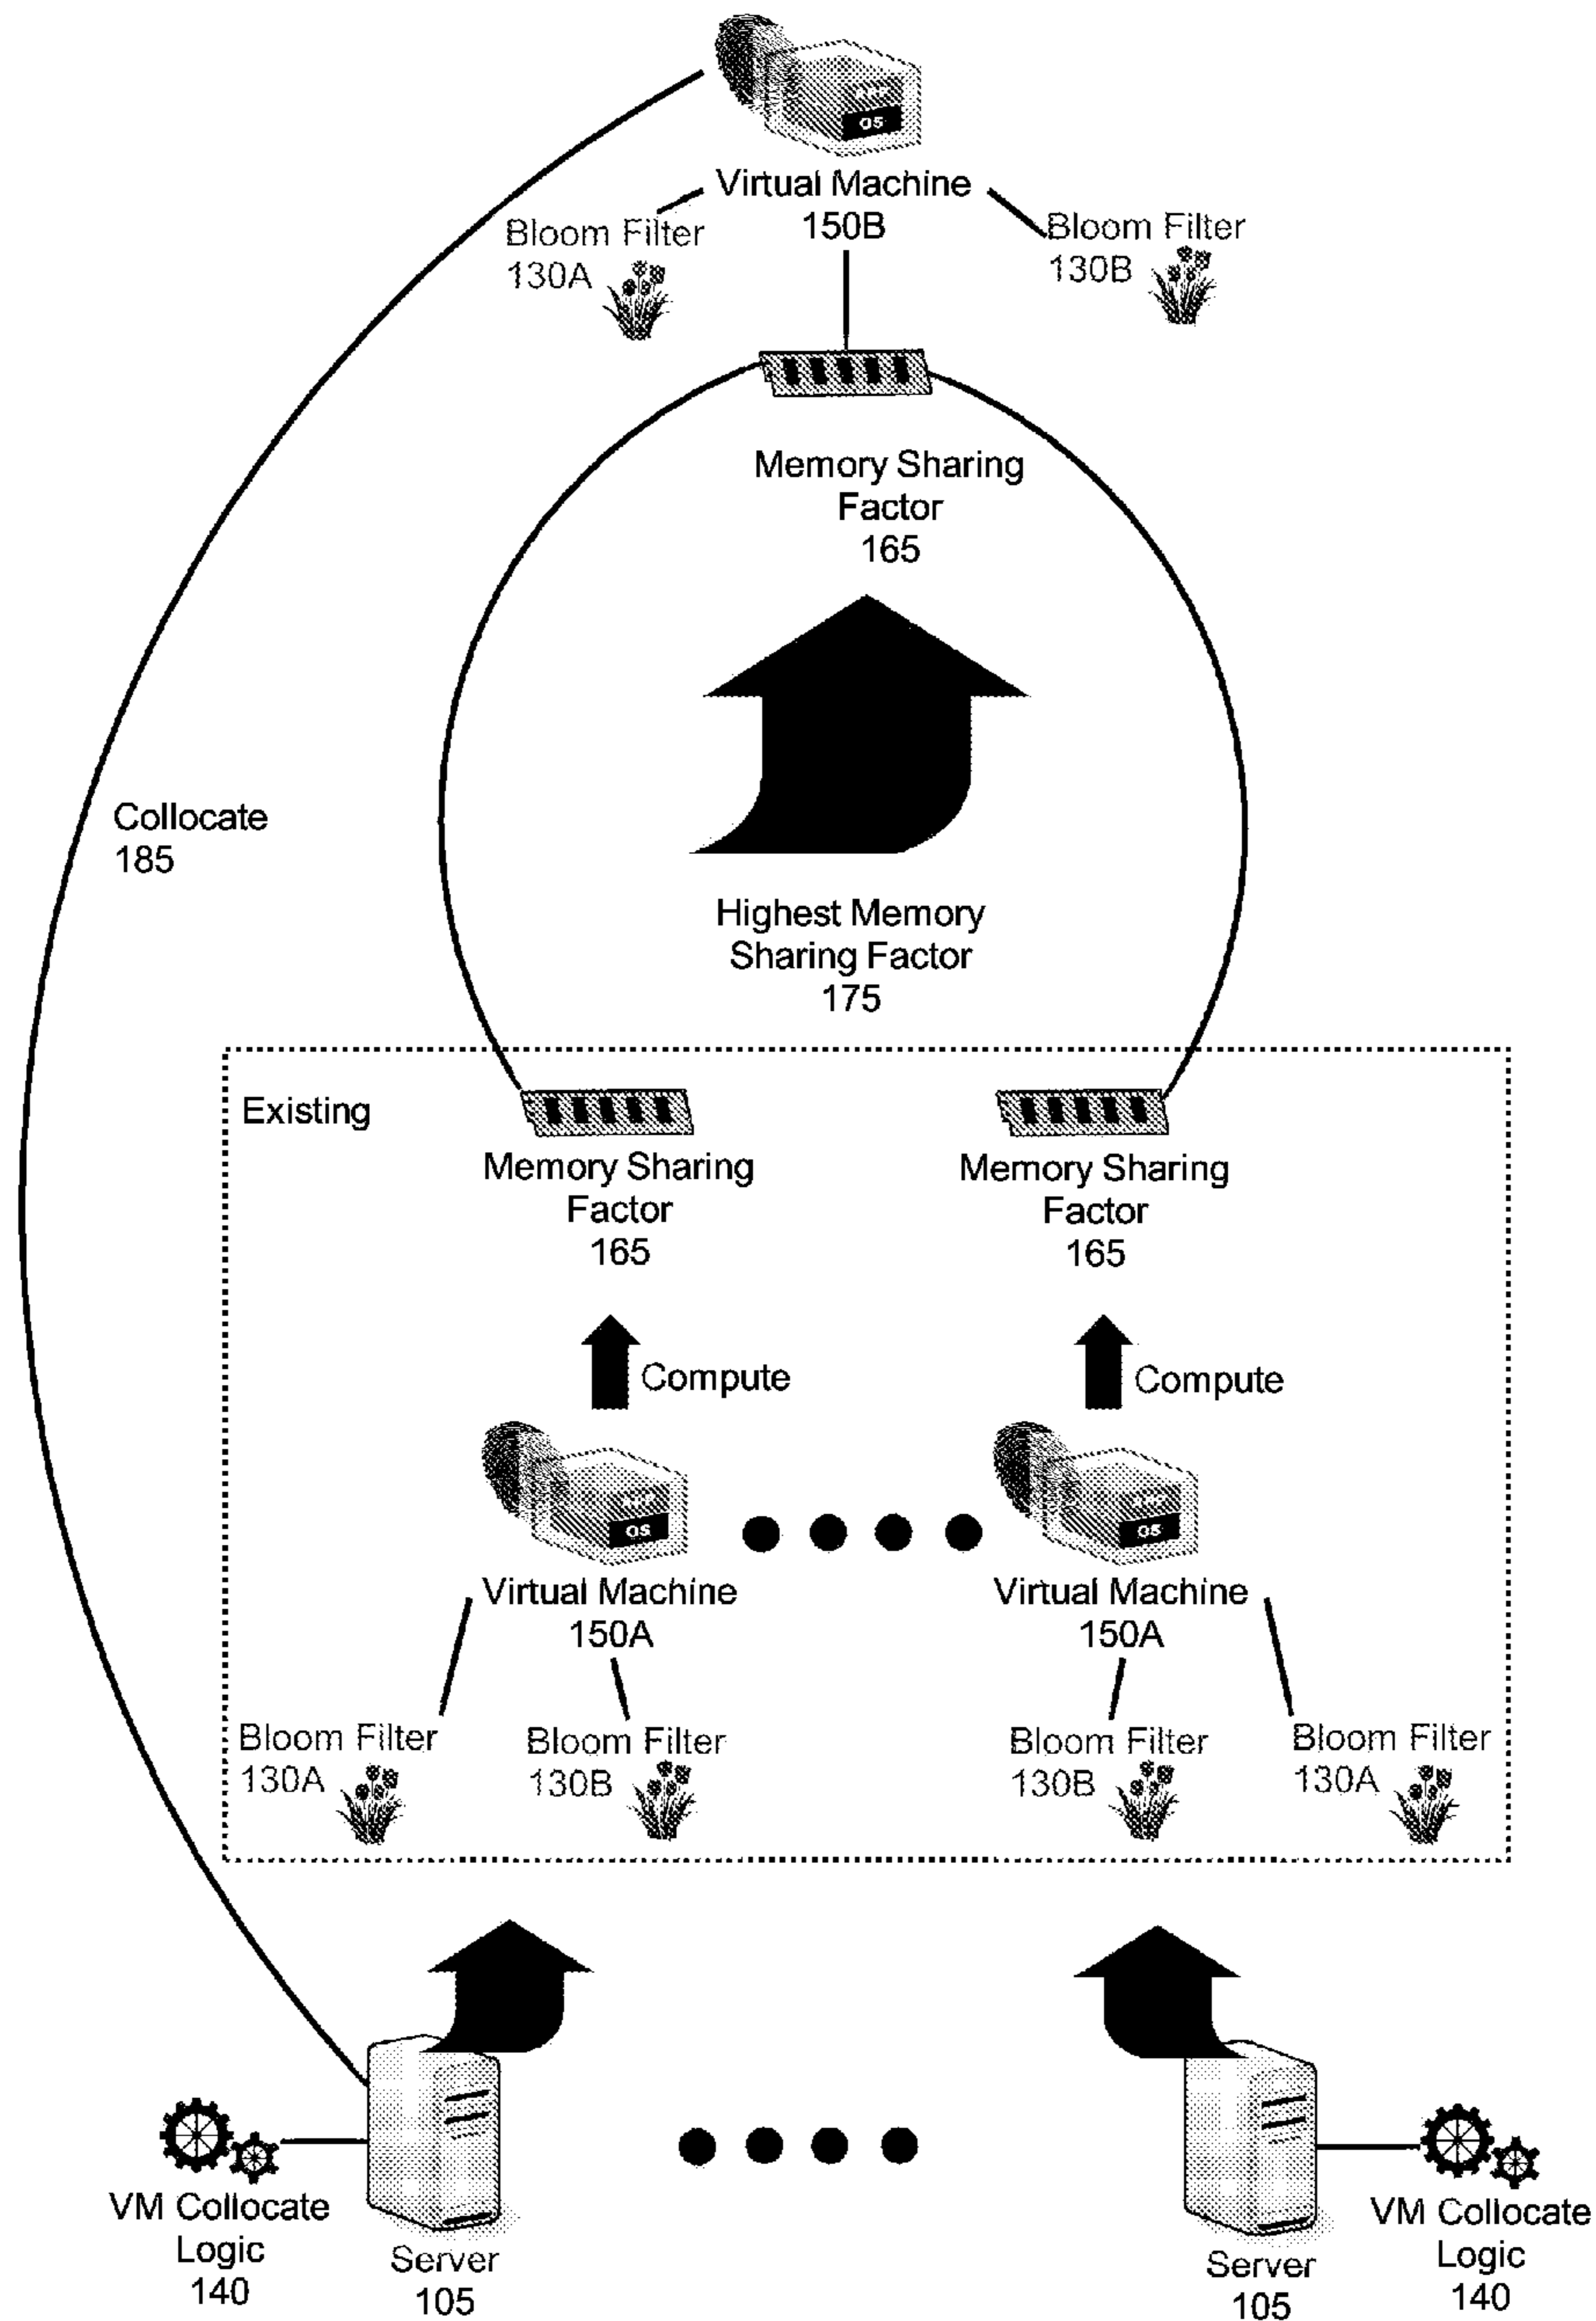 OS
Virtual Machine
150B
Bloom Filter
130A
Bloom Filter
130B
Memory Sharing
Factor
165
Collocate
185
Highest Memory
Sharing Factor
175
Existing
Memory Sharing
Factor
165
Memory Sharing
Factor
165
Compute
Compute
OS
OS
Virtual Machine
150A
Virtual Machine
150A
Bloom Filter
130A
Bloom Filter
130B
Bloom Filter
130B
Bloom Filter
130A
VM Collocate
Logic
140
Server
105
Server
105
VM Collocate
Logic
140